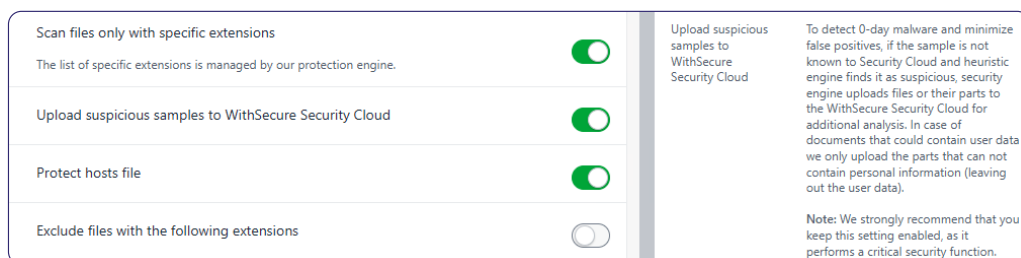 Scan files only with specific extensions
The list of specific extensions is managed by our protection engine.
Upload suspicious samples to WithSecure Security Cloud
Protect hosts file
Exclude files with the following extensions
Upload suspicious
samples to
WithSecure
Security Cloud
To detect 0-day malware and minimize
false positives, if the sample is not
known to Security Cloud and heuristic
engine finds it as suspicious, security
engine uploads files or their parts to
the WithSecure Security Cloud for
additional analysis. In case of
documents that could contain user data
we only upload the parts that can not
contain personal information (leaving
out the user data).
Note: We strongly recommend that you
keep this setting enabled, as it
performs a critical security function.